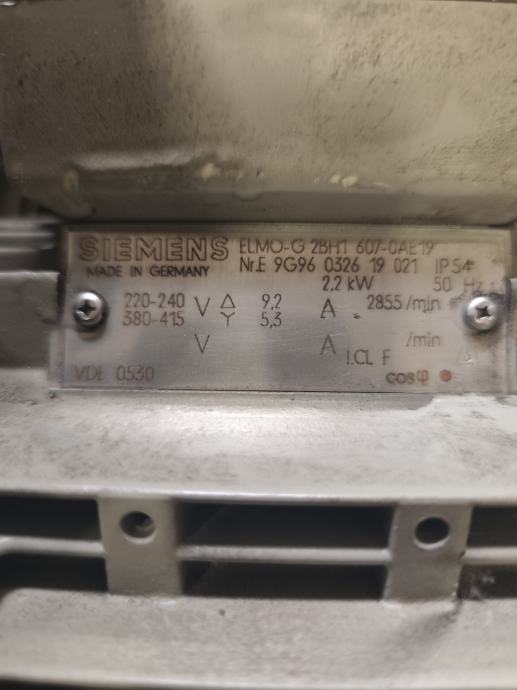 SIEMENS ELMO-G 2BH1 607-0AE19
MADE IN GERMANY Nr.E 9G96 0326 19 021 IP54
2,2 kW 50 Hz
220-240 V Δ 9,2 A 2855/min
380-415 Y 5,3
V A /min
I.CL F
VDE 0530 cosφ